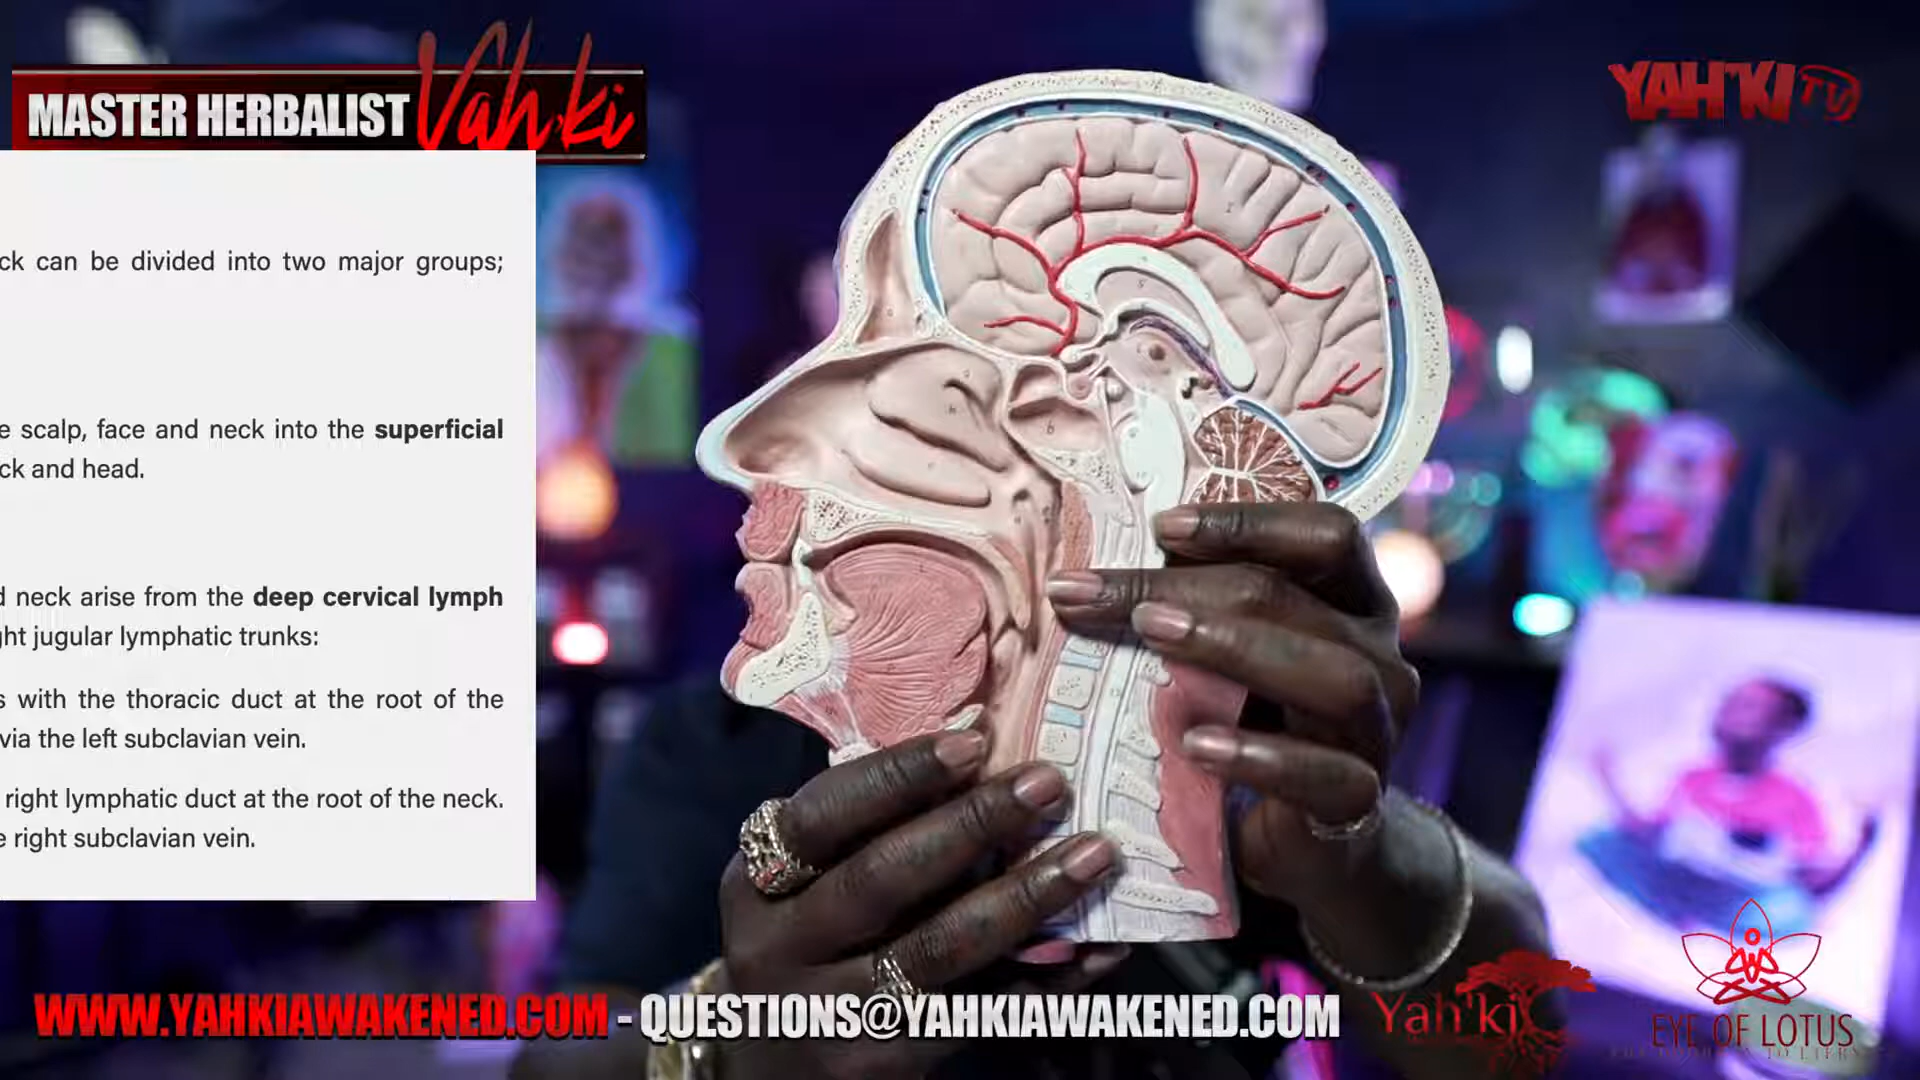 MASTER HERBALIST Yah'ki
YAH'KI TV
ck can be divided into two major groups;
e scalp, face and neck into the superficial
ck and head.
d neck arise from the deep cervical lymph
ght jugular lymphatic trunks:
s with the thoracic duct at the root of the
via the left subclavian vein.
right lymphatic duct at the root of the neck.
e right subclavian vein.
WWW.YAHKIAWAKENED.COM - QUESTIONS@YAHKIAWAKENED.COM
Yah'ki
EYE OF LOTUS